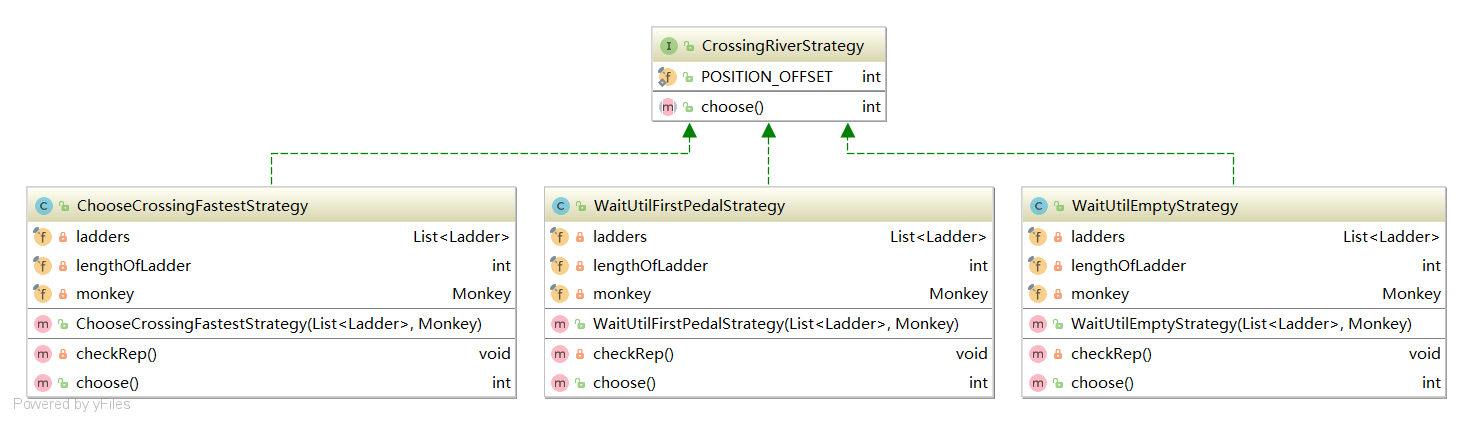 CrossingRiverStrategy
POSITION_OFFSET int
choose() int
ChooseCrossingFastestStrategy
ladders List<Ladder>
lengthOfLadder int
monkey Monkey
ChooseCrossingFastestStrategy(List<Ladder>, Monkey)
checkRep() void
choose() int
WaitUtilFirstPedalStrategy
ladders List<Ladder>
lengthOfLadder int
monkey Monkey
WaitUtilFirstPedalStrategy(List<Ladder>, Monkey)
checkRep() void
choose() int
WaitUtilEmptyStrategy
ladders List<Ladder>
lengthOfLadder int
monkey Monkey
WaitUtilEmptyStrategy(List<Ladder>, Monkey)
checkRep() void
choose() int
Powered by yFiles